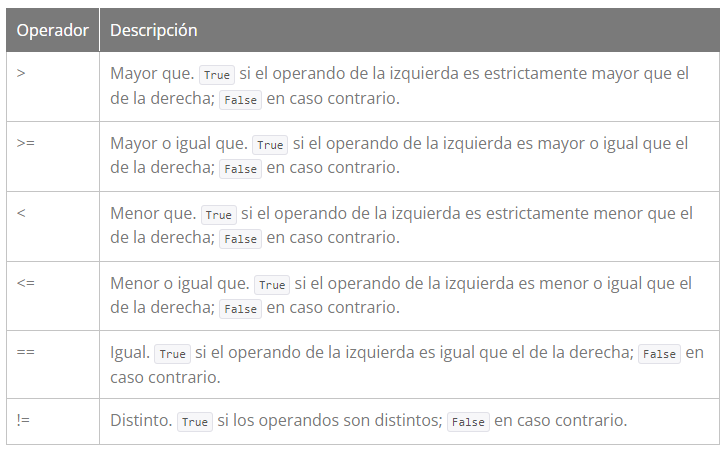 Operador Descripción
> Mayor que. True si el operando de la izquierda es estrictamente mayor que el
de la derecha; False en caso contrario.
>= Mayor o igual que. True si el operando de la izquierda es mayor o igual que el
de la derecha; False en caso contrario.
< Menor que. True si el operando de la izquierda es estrictamente menor que el
de la derecha; False en caso contrario.
<= Menor o igual que. True si el operando de la izquierda es menor o igual que el
de la derecha; False en caso contrario.
== Igual. True si el operando de la izquierda es igual que el de la derecha; False en
caso contrario.
!= Distinto. True si los operandos son distintos; False en caso contrario.